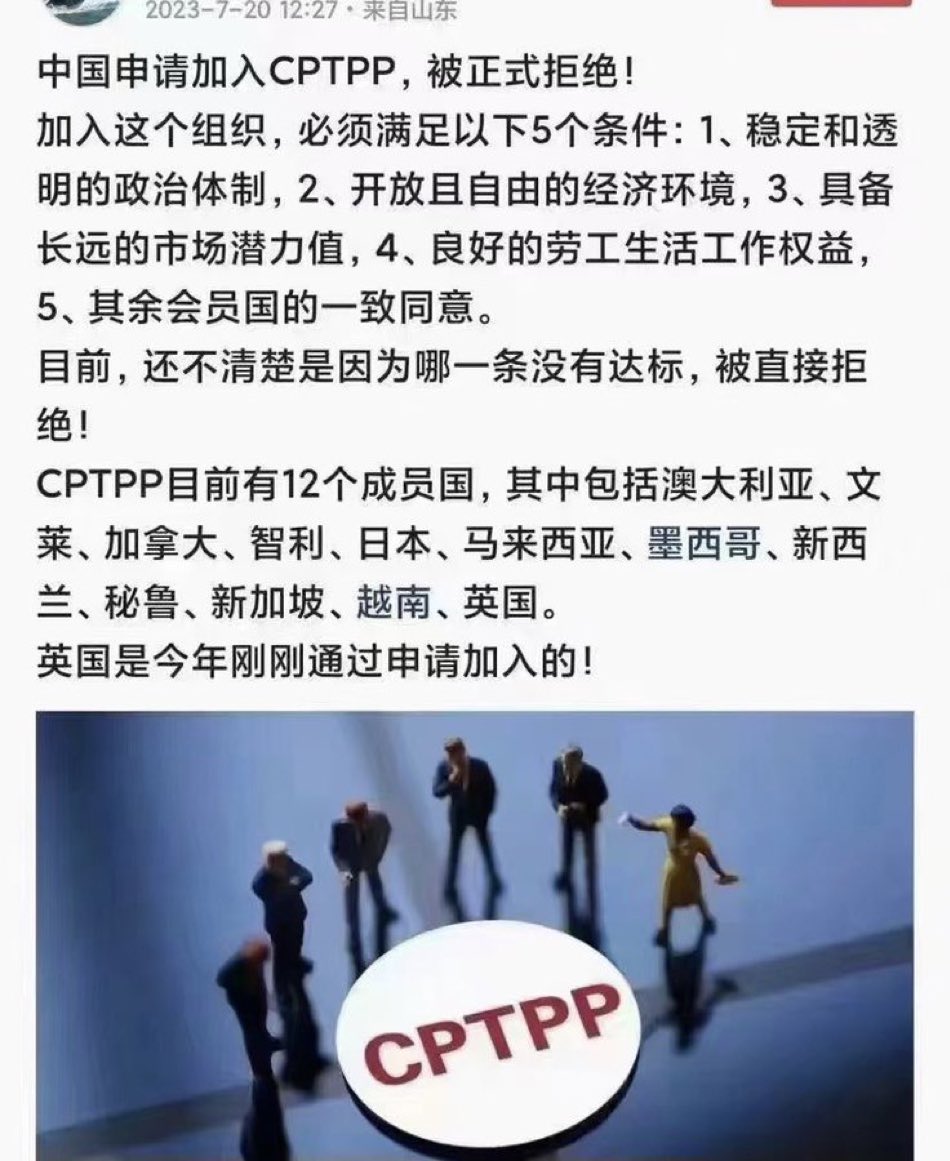 2023-7-20 12:27 · 来自山东
中国申请加入CPTPP，被正式拒绝！
加入这个组织，必须满足以下5个条件：1、稳定和透
明的政治体制，2、开放且自由的经济环境，3、具备
长远的市场潜力值，4、良好的劳工生活工作权益，
5、其余会员国的一致同意。
目前，还不清楚是因为哪一条没有达标，被直接拒
绝！
CPTPP目前有12个成员国，其中包括澳大利亚、文
莱、加拿大、智利、日本、马来西亚、墨西哥、新西
兰、秘鲁、新加坡、越南、英国。
英国是今年刚刚通过申请加入的！
CPTPP